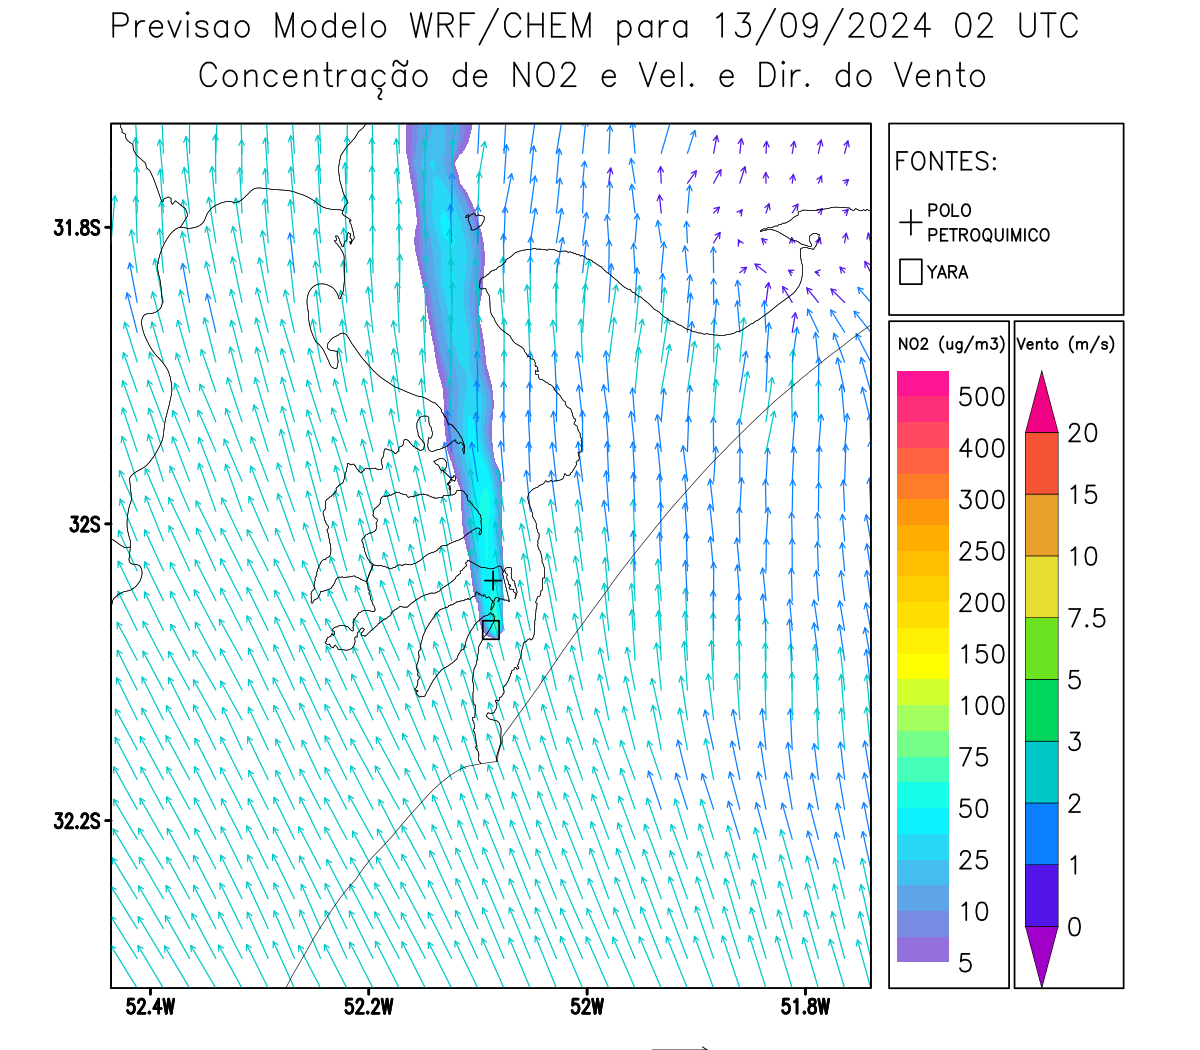 Previsao Modelo WRF/CHEM para 13/09/2024 02 UTC
Concentração de NO2 e Vel. e Dir. do Vento
FONTES:
POLO
PETROQUIMICO
YARA
31.8S
32S
32.2S
52.4W
52.2W
52W
51.8W
NO2 (ug/m3)
500
400
300
250
200
150
100
75
50
25
10
5
Vento (m/s)
20
15
10
7.5
5
3
2
1
0